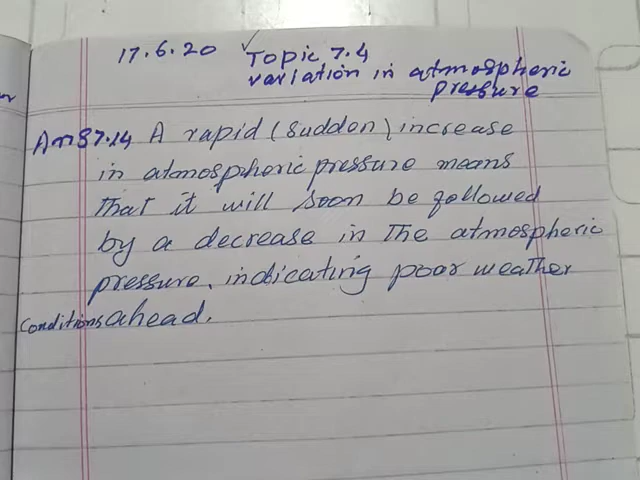 17.6.20 Topic 7.4
variation in atmospheric
pressure
Ans7.14 A rapid (sudden) increase
in atmospheric pressure means
that it will soon be followed
by a decrease in the atmospheric
pressure, indicating poor weather
conditions ahead.